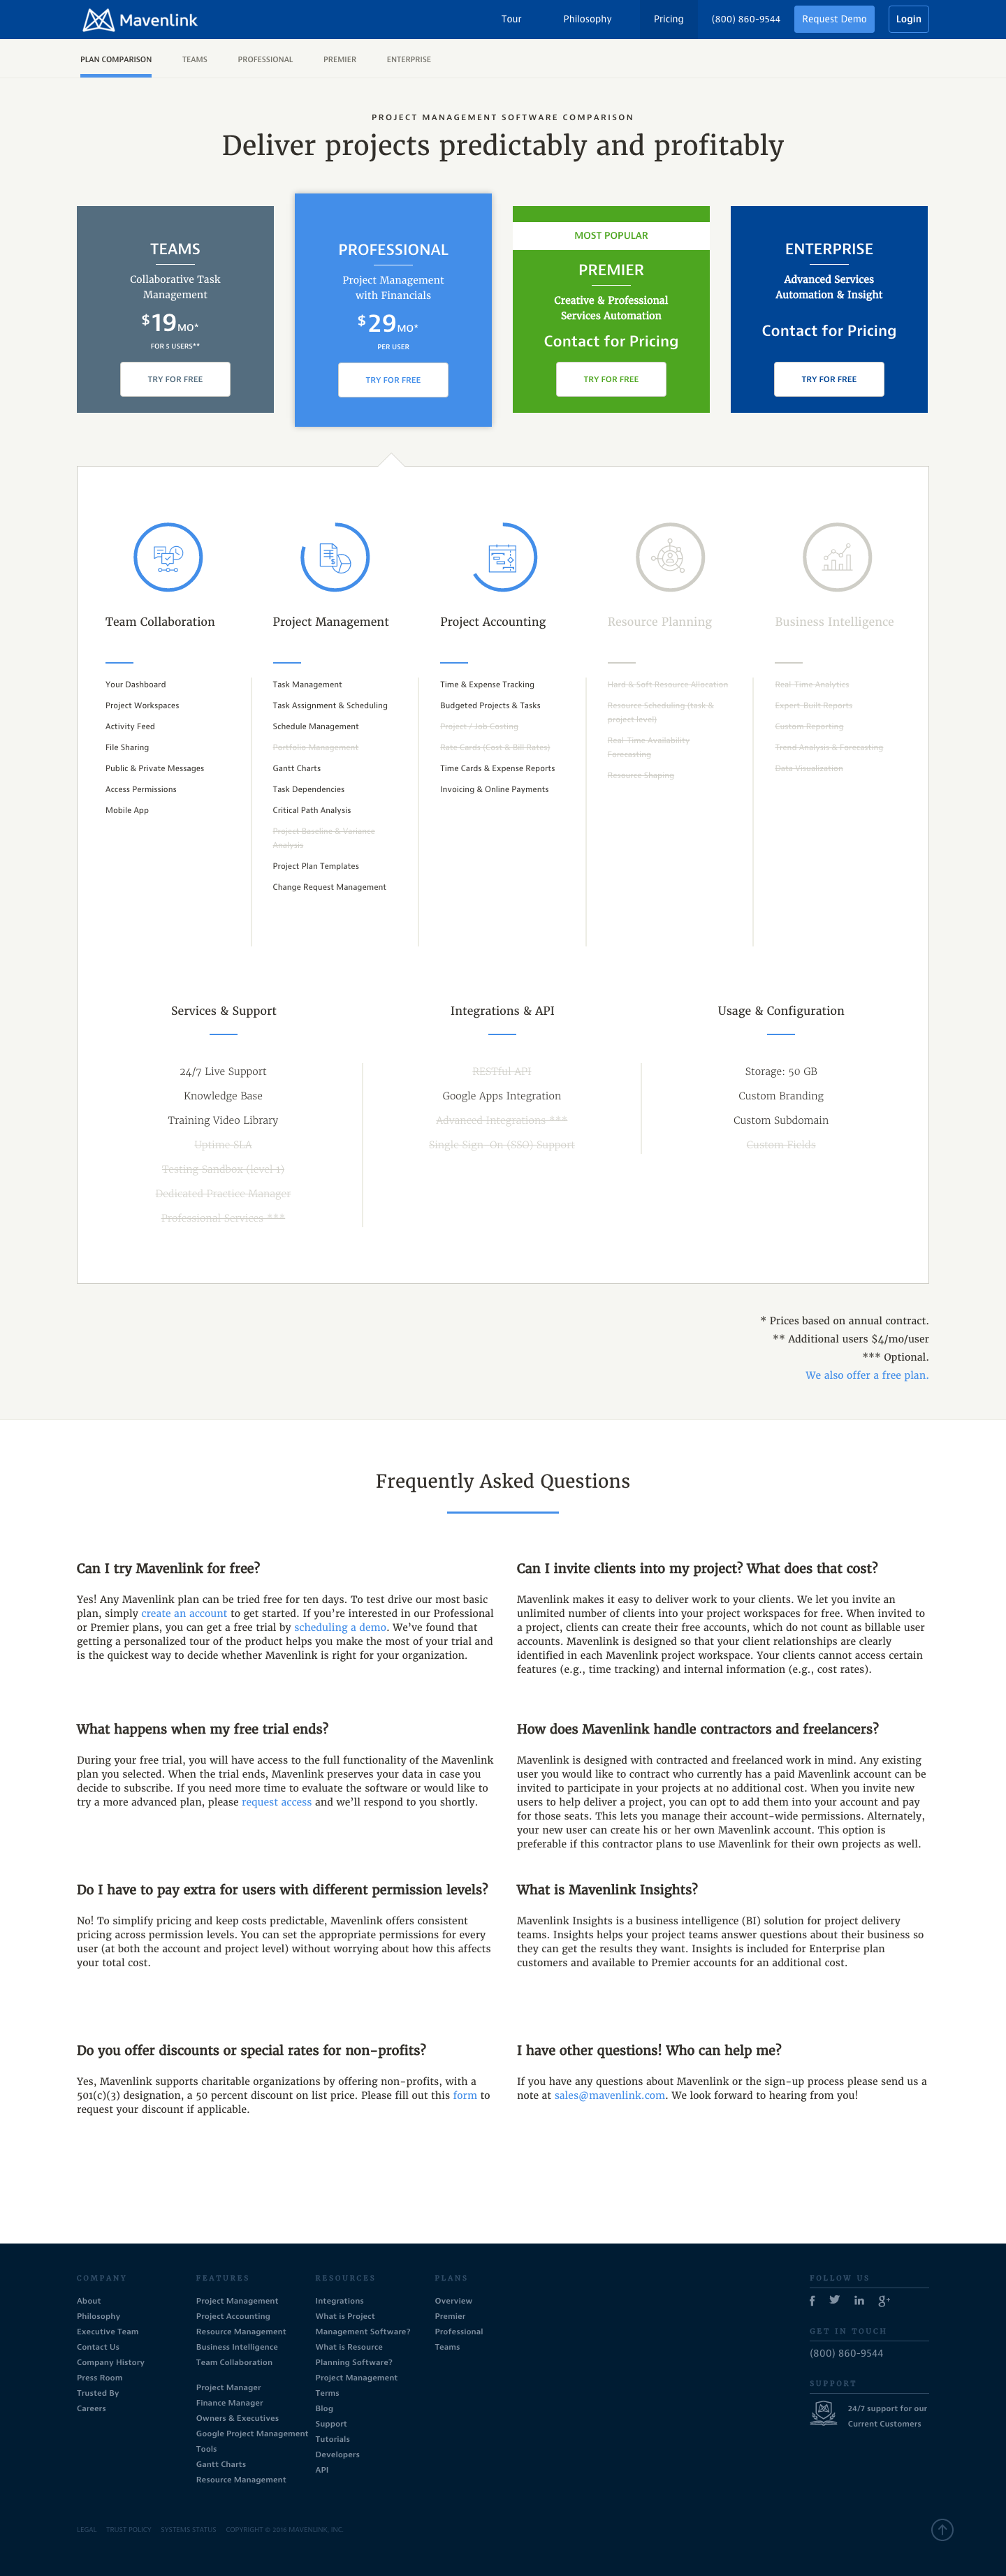 Mavenlink
Tour
Philosophy
Pricing
(800) 860-9544
Request Demo
Login
PLAN COMPARISON
TEAMS
PROFESSIONAL
PREMIER
ENTERPRISE
PROJECT MANAGEMENT SOFTWARE COMPARISON
Deliver projects predictably and profitably
TEAMS
Collaborative Task
Management
$19MO*
FOR 5 USERS**
TRY FOR FREE
PROFESSIONAL
Project Management
with Financials
$29MO*
PER USER
TRY FOR FREE
MOST POPULAR
PREMIER
Creative & Professional
Services Automation
Contact for Pricing
TRY FOR FREE
ENTERPRISE
Advanced Services
Automation & Insight
Contact for Pricing
TRY FOR FREE
Team Collaboration
Your Dashboard
Project Workspaces
Activity Feed
File Sharing
Public & Private Messages
Access Permissions
Mobile App
Project Management
Task Management
Task Assignment & Scheduling
Schedule Management
Portfolio Management
Gantt Charts
Task Dependencies
Critical Path Analysis
Project Baseline & Variance
Analysis
Project Plan Templates
Change Request Management
Project Accounting
Time & Expense Tracking
Budgeted Projects & Tasks
Project / Job Costing
Rate Cards (Cost & Bill Rates)
Time Cards & Expense Reports
Invoicing & Online Payments
Resource Planning
Hard & Soft Resource Allocation
Resource Scheduling (task &
project level)
Real-Time Availability
Forecasting
Resource Shaping
Business Intelligence
Real-Time Analytics
Expert-Built Reports
Custom Reporting
Trend Analysis & Forecasting
Data Visualization
Services & Support
24/7 Live Support
Knowledge Base
Training Video Library
Uptime SLA
Testing Sandbox (level 1)
Dedicated Practice Manager
Professional Services ***
Integrations & API
RESTful API
Google Apps Integration
Advanced Integrations ***
Single Sign-On (SSO) Support
Usage & Configuration
Storage: 50 GB
Custom Branding
Custom Subdomain
Custom Fields
* Prices based on annual contract.
** Additional users $4/mo/user
*** Optional.
We also offer a free plan.
Frequently Asked Questions
Can I try Mavenlink for free?
Yes! Any Mavenlink plan can be tried free for ten days. To test drive our most basic
plan, simply create an account to get started. If you're interested in our Professional
or Premier plans, you can get a free trial by scheduling a demo. We've found that
getting a personalized tour of the product helps you make the most of your trial and
is the quickest way to decide whether Mavenlink is right for your organization.
Can I invite clients into my project? What does that cost?
Mavenlink makes it easy to deliver work to your clients. We let you invite an
unlimited number of clients into your project workspaces for free. When invited to
a project, clients can create their free accounts, which do not count as billable user
accounts. Mavenlink is designed so that your client relationships are clearly
identified in each Mavenlink project workspace. Your clients cannot access certain
features (e.g., time tracking) and internal information (e.g., cost rates).
What happens when my free trial ends?
During your free trial, you will have access to the full functionality of the Mavenlink
plan you selected. When the trial ends, Mavenlink preserves your data in case you
decide to subscribe. If you need more time to evaluate the software or would like to
try a more advanced plan, please request access and we'll respond to you shortly.
How does Mavenlink handle contractors and freelancers?
Mavenlink is designed with contracted and freelanced work in mind. Any existing
user you would like to contract who currently has a paid Mavenlink account can be
invited to participate in your projects at no additional cost. When you invite new
users to help deliver a project, you can opt to add them into your account and pay
for those seats. This lets you manage their account-wide permissions. Alternately,
your new user can create his or her own Mavenlink account. This option is
preferable if this contractor plans to use Mavenlink for their own projects as well.
Do I have to pay extra for users with different permission levels?
No! To simplify pricing and keep costs predictable, Mavenlink offers consistent
pricing across permission levels. You can set the appropriate permissions for every
user (at both the account and project level) without worrying about how this affects
your total cost.
What is Mavenlink Insights?
Mavenlink Insights is a business intelligence (BI) solution for project delivery
teams. Insights helps your project teams answer questions about their business so
they can get the results they want. Insights is included for Enterprise plan
customers and available to Premier accounts for an additional cost.
Do you offer discounts or special rates for non-profits?
Yes, Mavenlink supports charitable organizations by offering non-profits, with a
501(c)(3) designation, a 50 percent discount on list price. Please fill out this form to
request your discount if applicable.
I have other questions! Who can help me?
If you have any questions about Mavenlink or the sign-up process please send us a
note at sales@mavenlink.com. We look forward to hearing from you!
COMPANY
About
Philosophy
Executive Team
Contact Us
Company History
Press Room
Trusted By
Careers
FEATURES
Project Management
Project Accounting
Resource Management
Business Intelligence
Team Collaboration
Project Manager
Finance Manager
Owners & Executives
Google Project Management
Tools
Gantt Charts
Resource Management
RESOURCES
Integrations
What is Project
Management Software?
What is Resource
Planning Software?
Project Management
Terms
Blog
Support
Tutorials
Developers
API
PLANS
Overview
Premier
Professional
Teams
FOLLOW US
GET IN TOUCH
(800) 860-9544
SUPPORT
24/7 support for our
Current Customers
LEGAL
TRUST POLICY
SYSTEMS STATUS
COPYRIGHT © 2016 MAVENLINK, INC.